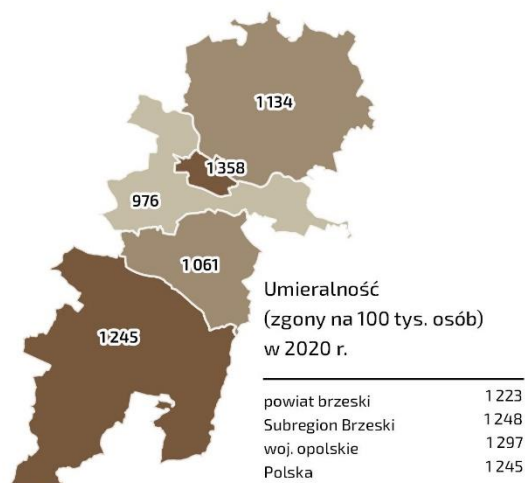 1 134
1 358
976
1 061
1 245
Umieralność
(zgony na 100 tys. osób)
w 2020 r.
powiat brzeski 1 223
Subregion Brzeski 1 248
woj. opolskie 1 297
Polska 1 245